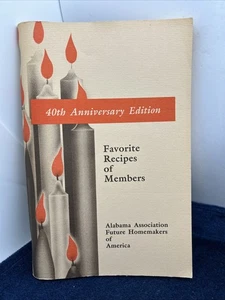 40th Anniversary Edition
Favorite
Recipes
of
Members
Alabama Association
Future Homemakers
of
America